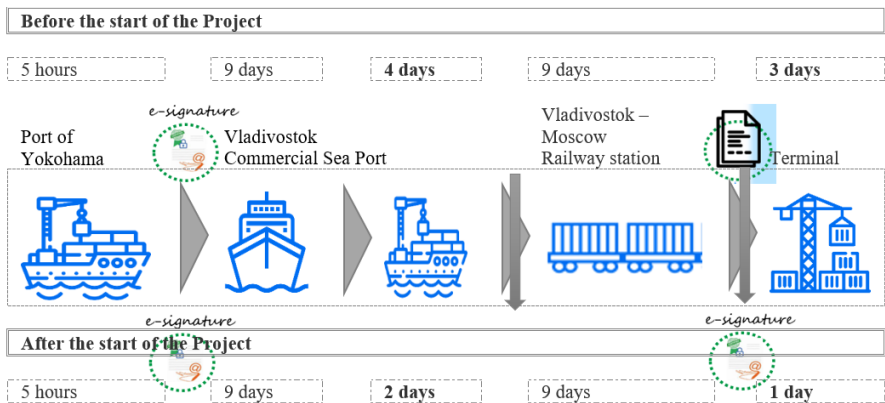 Before the start of the Project
5 hours
9 days
4 days
9 days
3 days
e-signature
Port of
Yokohama
Vladivostok
Commercial Sea Port
Vladivostok –
Moscow
Railway station
Terminal
e-signature
e-signature
After the start of the Project
5 hours
9 days
2 days
9 days
1 day